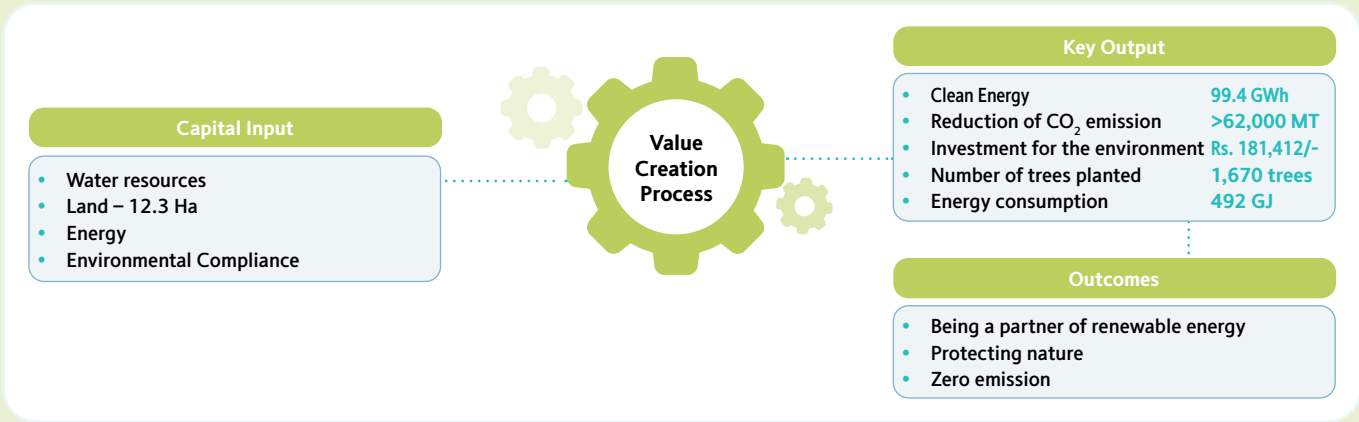 Capital Input
• Water resources
• Land – 12.3 Ha
• Energy
• Environmental Compliance
Value
Creation
Process
Key Output
• Clean Energy 99.4 GWh
• Reduction of CO₂ emission >62,000 MT
• Investment for the environment Rs. 181,412/-
• Number of trees planted 1,670 trees
• Energy consumption 492 GJ
Outcomes
• Being a partner of renewable energy
• Protecting nature
• Zero emission